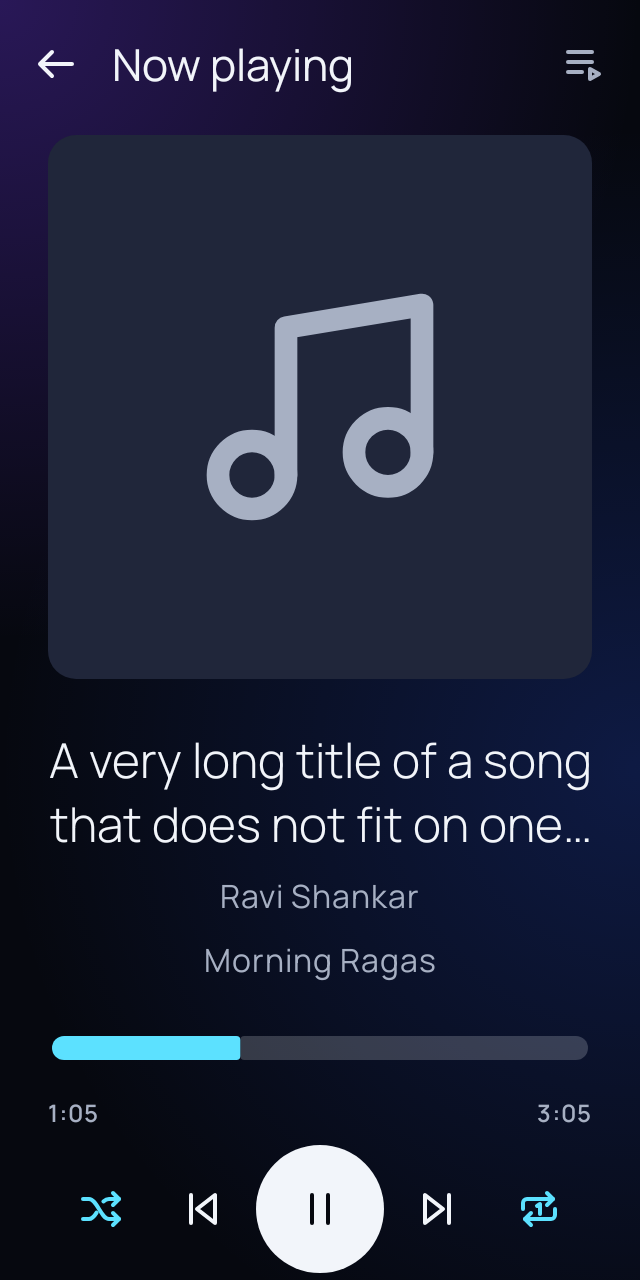 Now playing
A very long title of a song
that does not fit on one…
Ravi Shankar
Morning Ragas
1:05
3:05
1